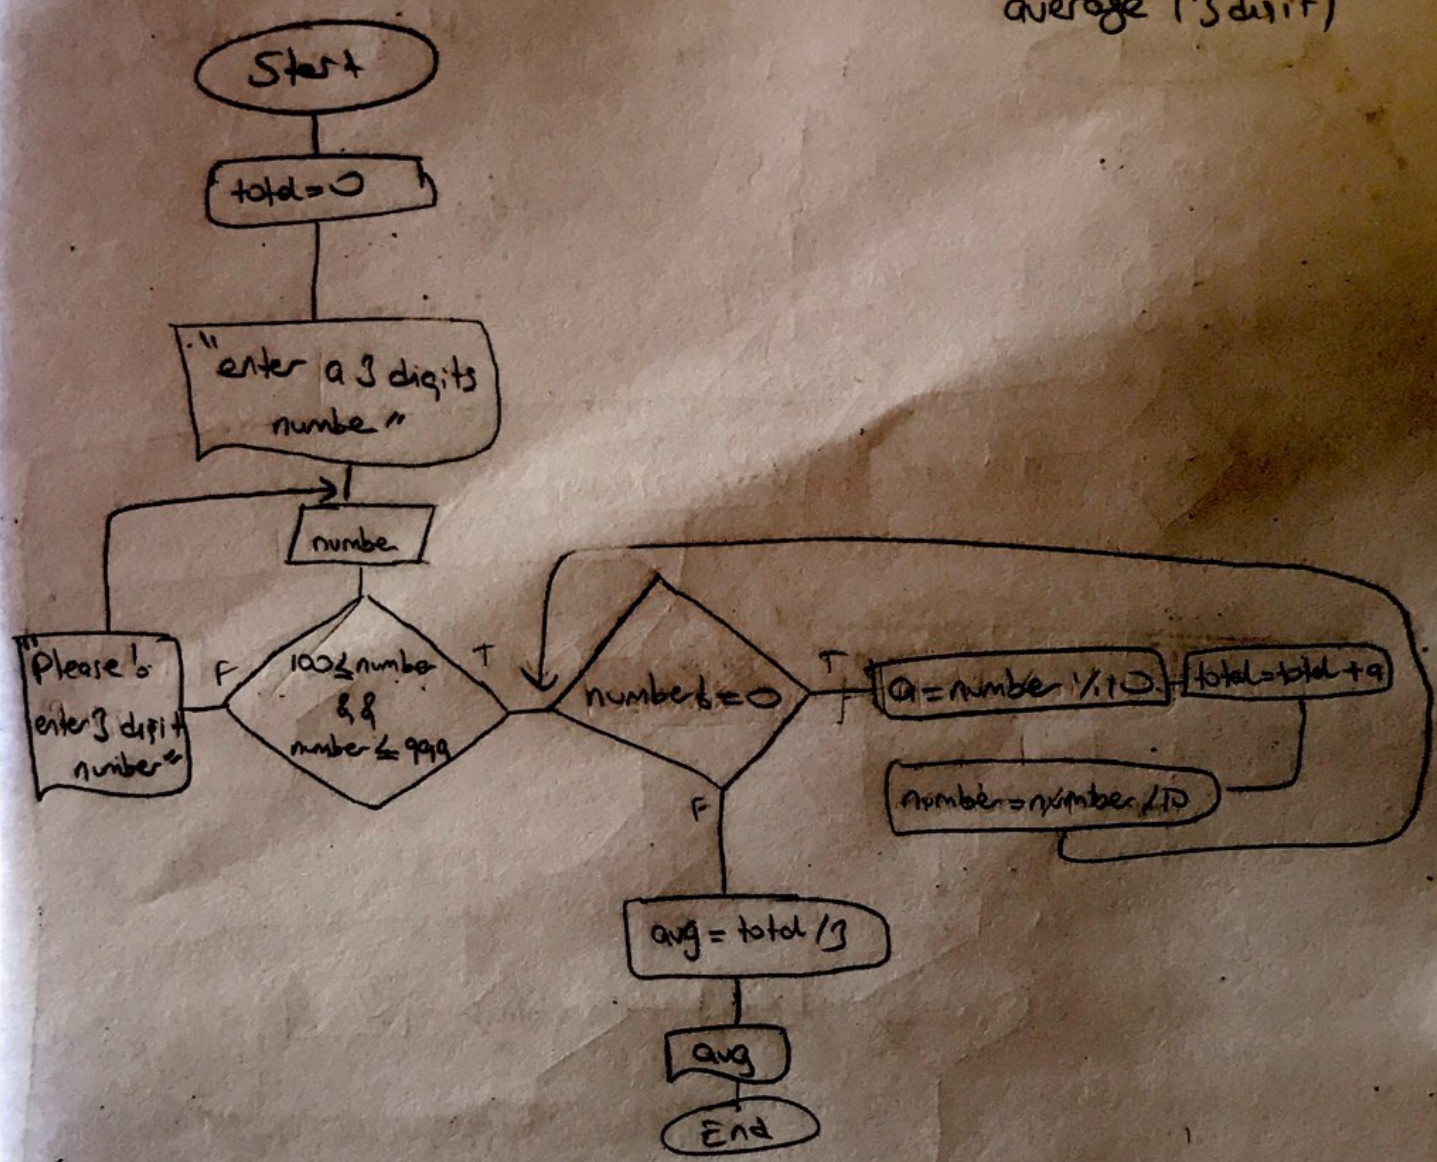 average (3 digit)
Start
total=0
"enter a 3 digits
numbe"
numbe
100≤number
&&
number≤999
F
T
"Please!
enter 3 digit
number"
number!=0
T
F
a=number%10
total=total+a
number=number/10
avg=total/3
avg
End